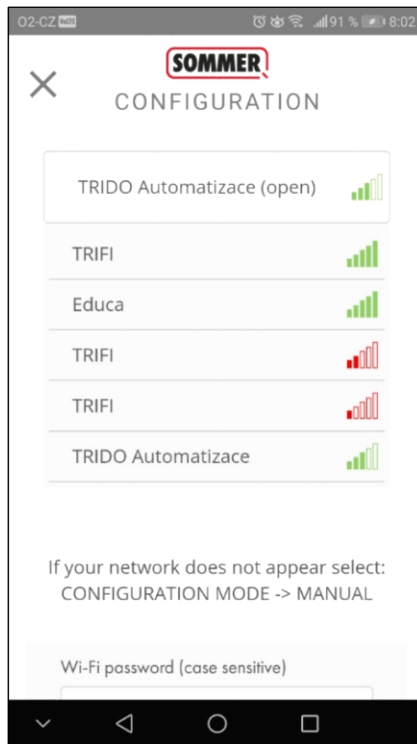 O2-CZ VoLTE 91 % 8:02
SOMMER
CONFIGURATION
TRIDO Automatizace (open)
TRIFI
Educa
TRIFI
TRIFI
TRIDO Automatizace
If your network does not appear select:
CONFIGURATION MODE -> MANUAL
Wi-Fi password (case sensitive)